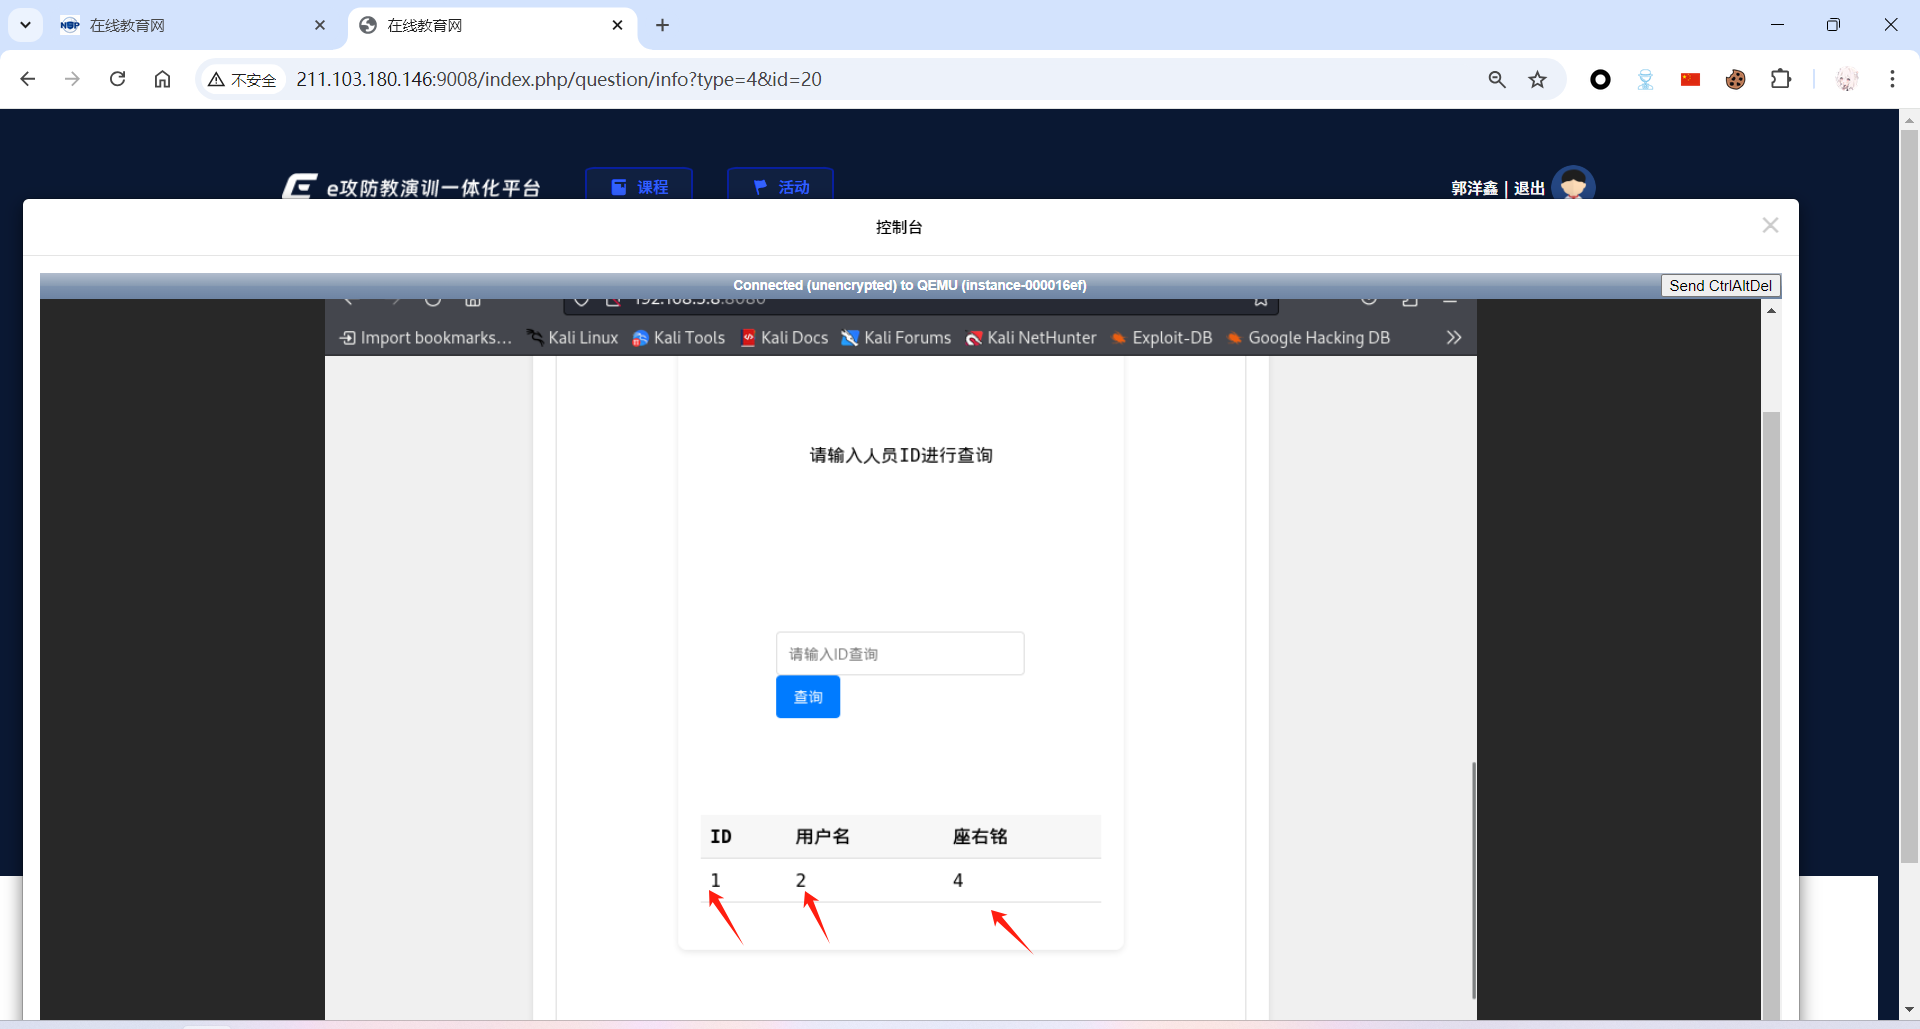 在线教育网
在线教育网
不安全
211.103.180.146:9008/index.php/question/info?type=4&id=20
e攻防教演训一体化平台
课程
活动
郭洋鑫 | 退出
控制台
Connected (unencrypted) to QEMU (instance-000016ef)
Send CtrlAltDel
192.168.5.8:8080
Import bookmarks...
Kali Linux
Kali Tools
Kali Docs
Kali Forums
Kali NetHunter
Exploit-DB
Google Hacking DB
请输入人员ID进行查询
请输入ID查询
查询
ID 用户名 座右铭
1 2 4